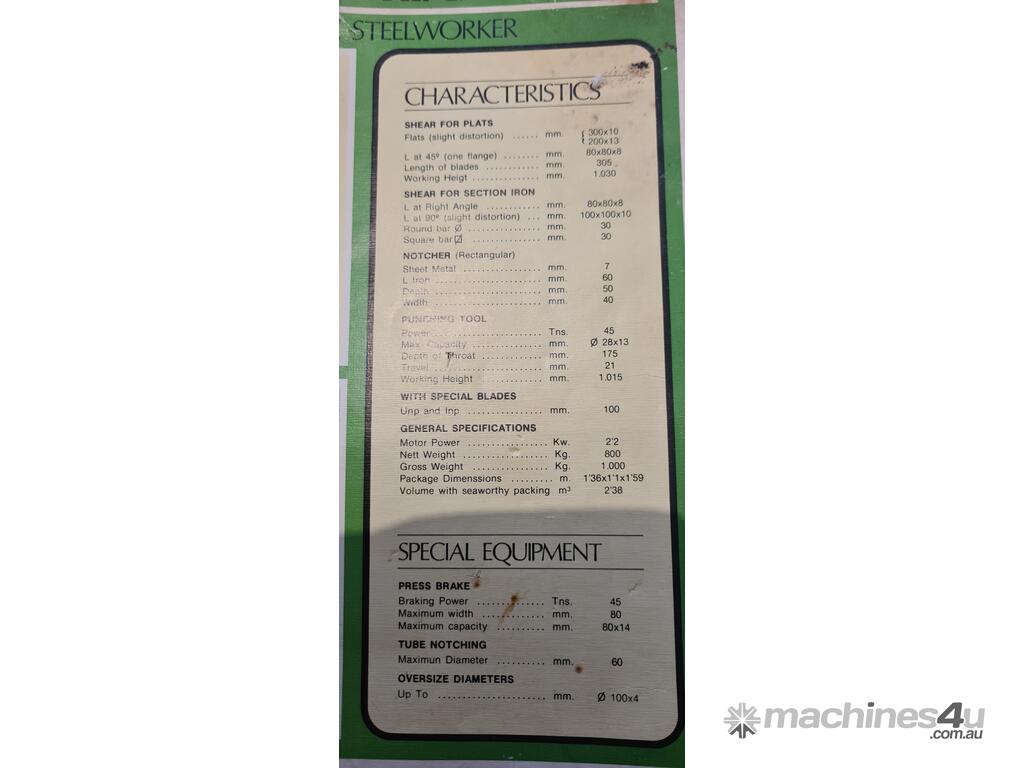 STEELWORKER
CHARACTERISTICS
SHEAR FOR PLATS
Flats (slight distortion) ...... mm. { 300x10
200x13
L at 45º (one flange) ........ mm. 80x80x8
Length of blades ............ mm. 305
Working Heigt ............... mm. 1.030
SHEAR FOR SECTION IRON
L at Right Angle ............ mm. 80x80x8
L at 90º (slight distortion) ... mm. 100x100x10
Round bar Ø ................ mm. 30
Square bar ................ mm. 30
NOTCHER (Rectangular)
Sheet Metal ................. mm. 7
L Iron ....................... mm. 60
Depth ....................... mm. 50
Width ....................... mm. 40
PUNCHING TOOL
Power ....................... Tns. 45
Max. Capacity ................ mm. Ø 28x13
Depth of Throat ............. mm. 175
Travel ....................... mm. 21
Working Height .............. mm. 1.015
WITH SPECIAL BLADES
Unp and Inp ................ mm. 100
GENERAL SPECIFICATIONS
Motor Power ................. Kw. 2'2
Nett Weight .................. Kg. 800
Gross Weight ................ Kg. 1.000
Package Dimenssions ......... m. 1'36x1'1x1'59
Volume with seaworthy packing m³ 2'38
SPECIAL EQUIPMENT
PRESS BRAKE
Braking Power .............. Tns. 45
Maximum width ............. mm. 80
Maximum capacity .......... mm. 80x14
TUBE NOTCHING
Maximun Diameter .......... mm. 60
OVERSIZE DIAMETERS
Up To ...................... mm. Ø 100x4
machines4u
.com.au